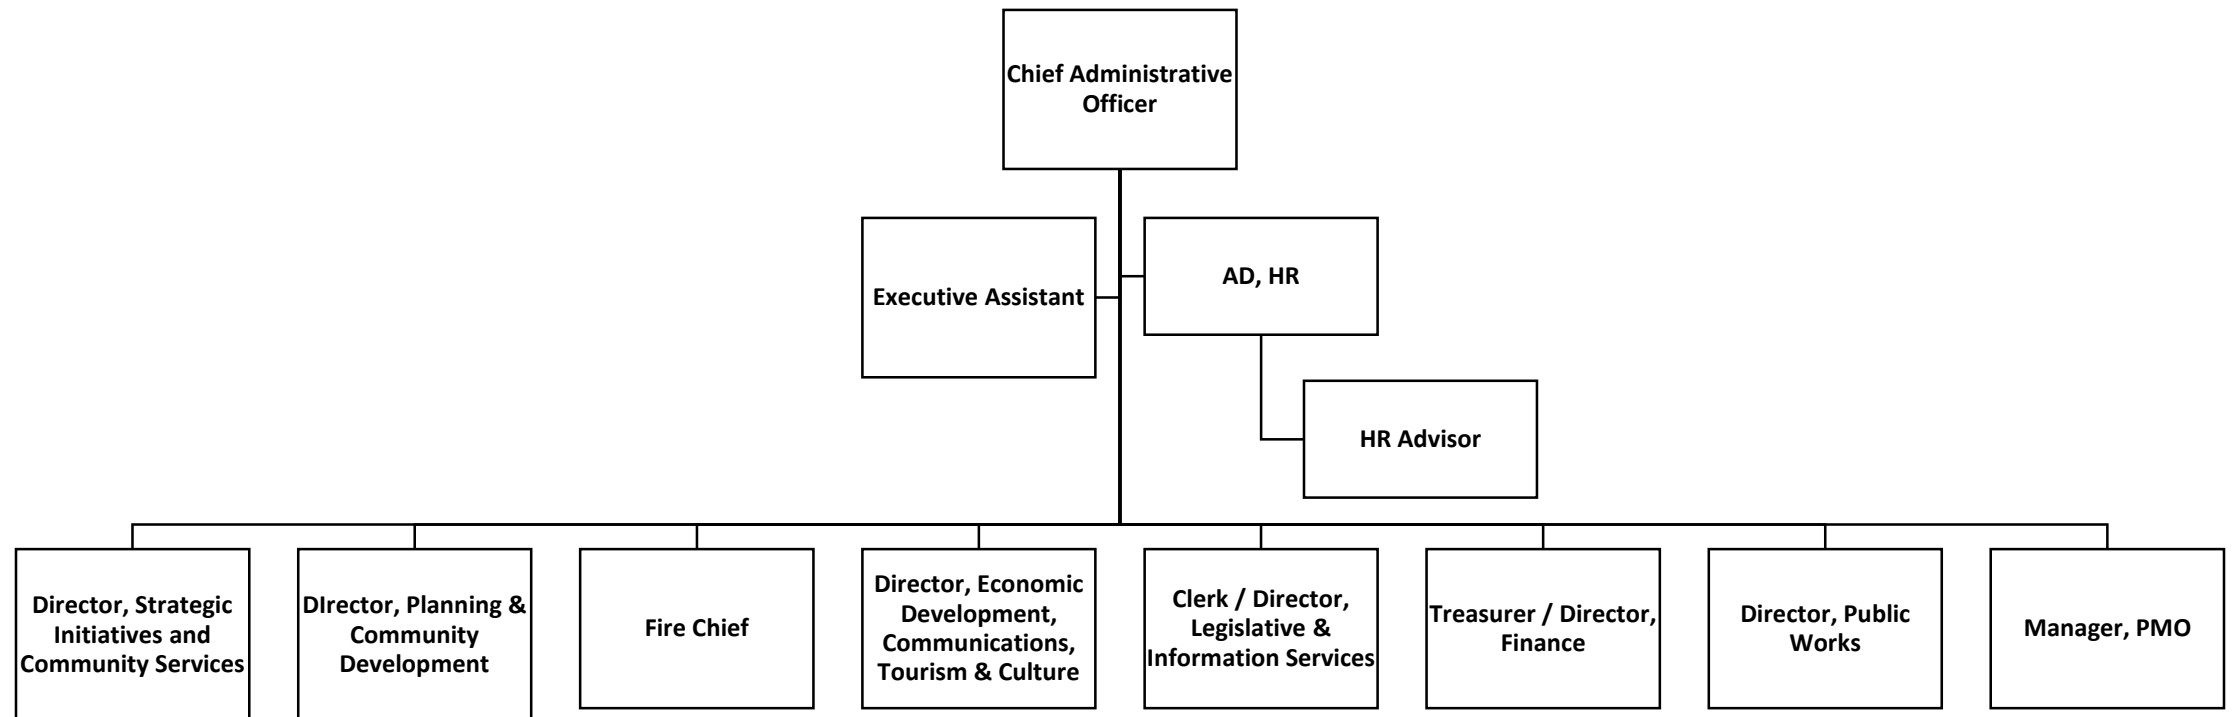 Chief Administrative
Officer
Executive Assistant
AD, HR
HR Advisor
Director, Strategic
Initiatives and
Community Services
DIrector, Planning &
Community
Development
Fire Chief
Director, Economic
Development,
Communications,
Tourism & Culture
Clerk / Director,
Legislative &
Information Services
Treasurer / Director,
Finance
Director, Public
Works
Manager, PMO